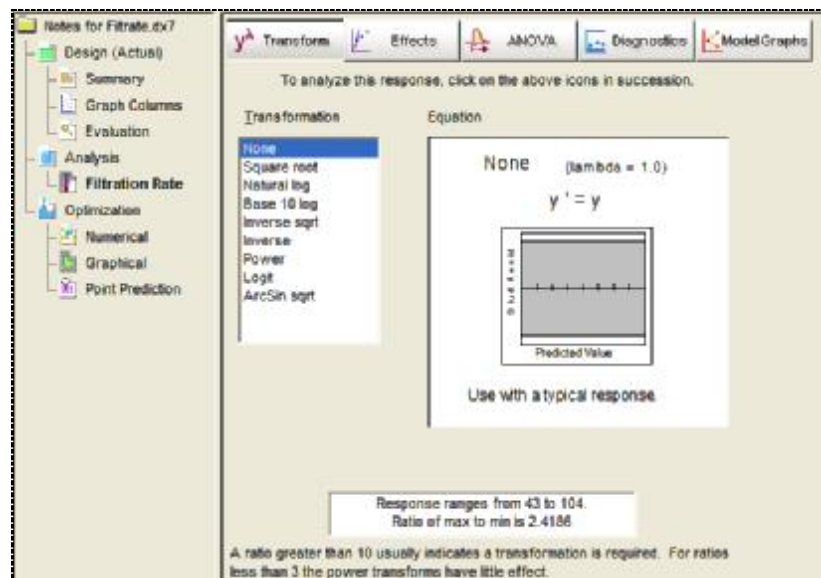 Notes for Filtrate.dx7
Design (Actual)
Summary
Graph Columns
Evaluation
Analysis
Filtration Rate
Optimization
Numerical
Graphical
Point Prediction
yλ Transform
Effects
ANOVA
Diagnostics
Model Graphs
To analyze this response, click on the above icons in succession.
Transformation
None
Square root
Natural log
Base 10 log
Inverse sqrt
Inverse
Power
Logit
ArcSin sqrt
Equation
None (lambda = 1.0)
y ' = y
Predicted Value
Use with a typical response.
Response ranges from 43 to 104
Ratio of max to min is 2.4186
A ratio greater than 10 usually indicates a transformation is required. For ratios
less than 3 the power transforms have little effect.